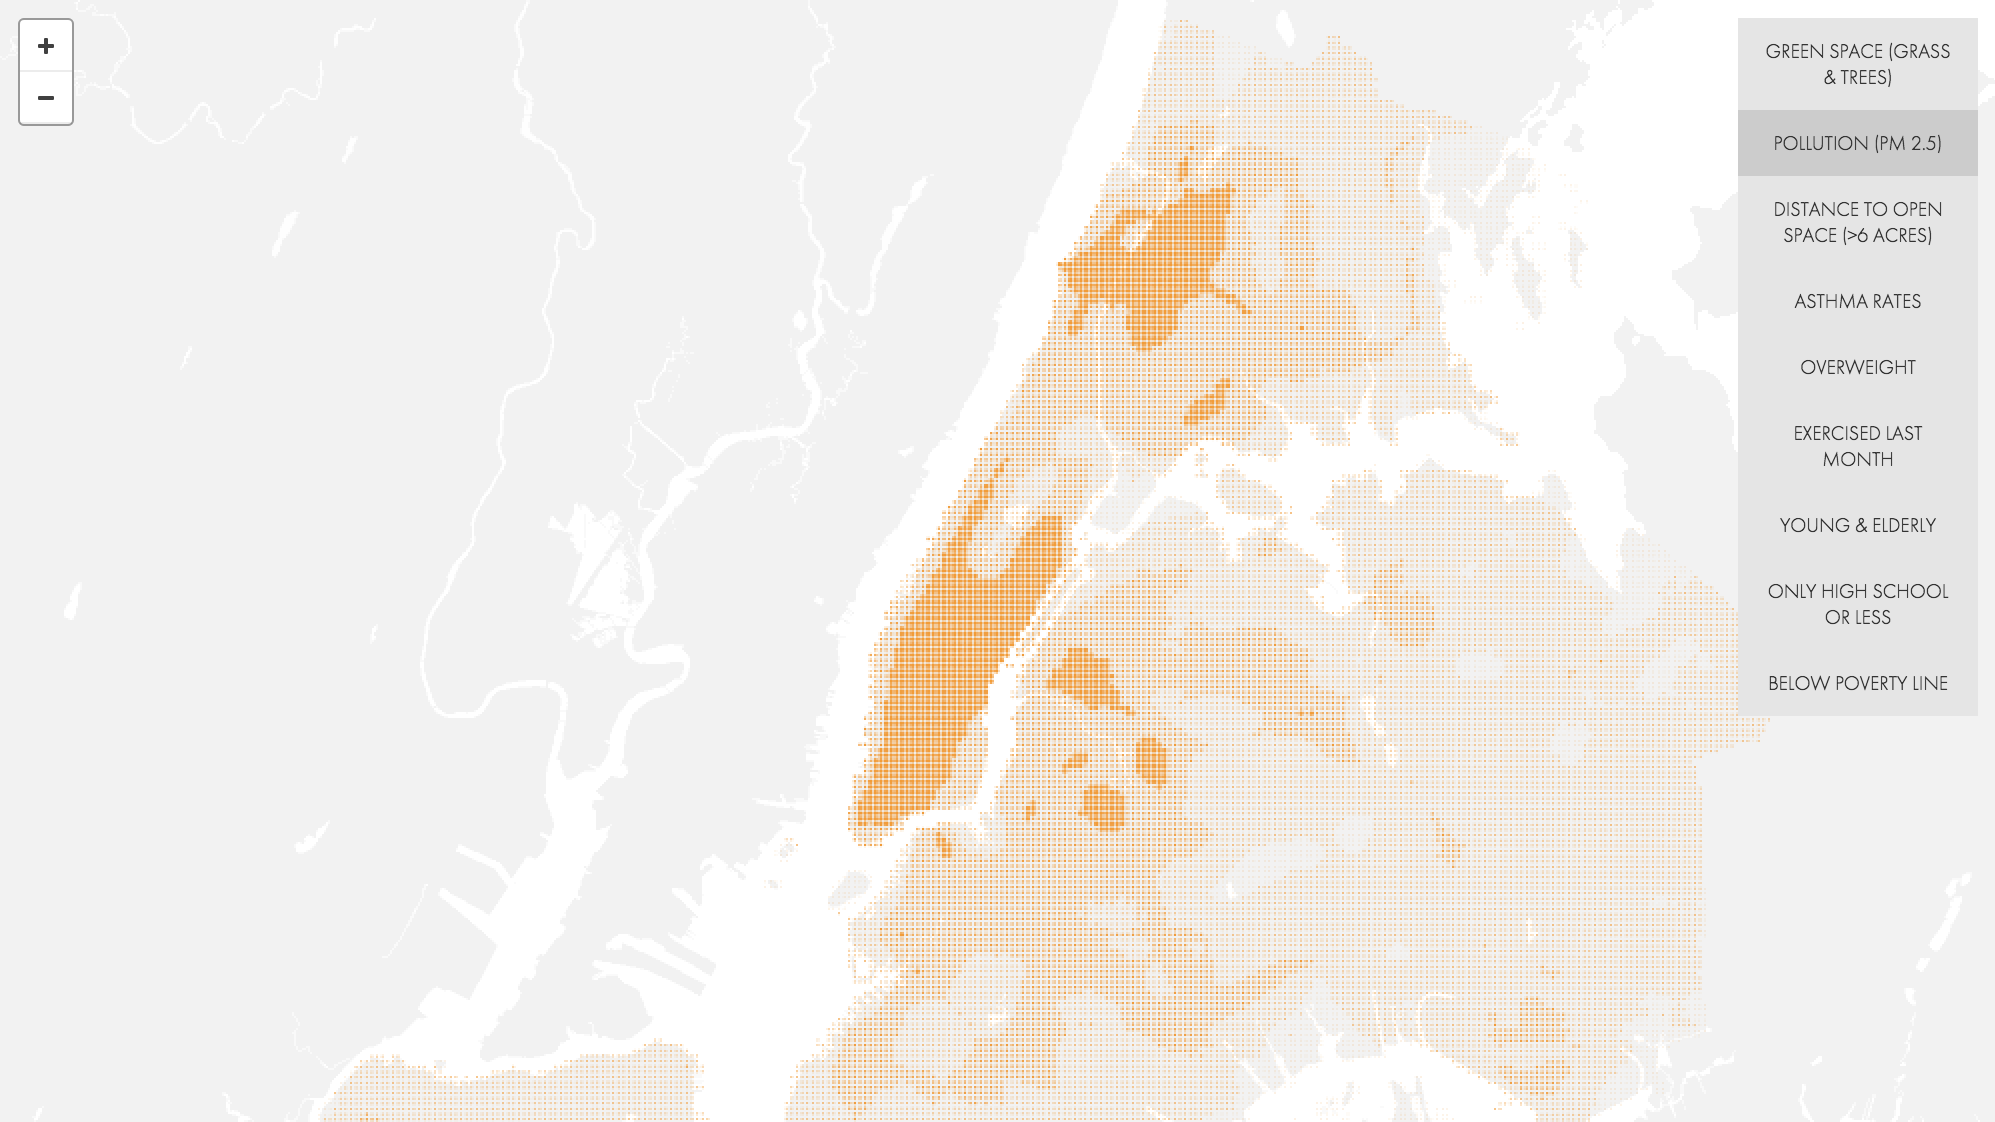 +
−
GREEN SPACE (GRASS
& TREES)
POLLUTION (PM 2.5)
DISTANCE TO OPEN
SPACE (>6 ACRES)
ASTHMA RATES
OVERWEIGHT
EXERCISED LAST
MONTH
YOUNG & ELDERLY
ONLY HIGH SCHOOL
OR LESS
BELOW POVERTY LINE